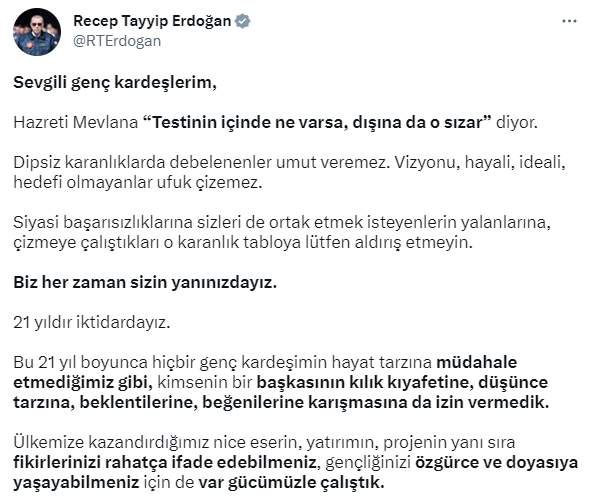 Recep Tayyip Erdoğan
@RTErdogan
Sevgili genç kardeşlerim,
Hazreti Mevlana “Testinin içinde ne varsa, dışına da o sızar” diyor.
Dipsiz karanlıklarda debelenenler umut veremez. Vizyonu, hayali, ideali,
hedefi olmayanlar ufuk çizemez.
Siyasi başarısızlıklarına sizleri de ortak etmek isteyenlerin yalanlarına,
çizmeye çalıştıkları o karanlık tabloya lütfen aldırış etmeyin.
Biz her zaman sizin yanınızdayız.
21 yıldır iktidardayız.
Bu 21 yıl boyunca hiçbir genç kardeşimin hayat tarzına müdahale
etmediğimiz gibi, kimsenin bir başkasının kılık kıyafetine, düşünce
tarzına, beklentilerine, beğenilerine karışmasına da izin vermedik.
Ülkemize kazandırdığımız nice eserin, yatırımın, projenin yanı sıra
fikirlerinizi rahatça ifade edebilmeniz, gençliğinizi özgürce ve doyasıya
yaşayabilmeniz için de var gücümüzle çalıştık.